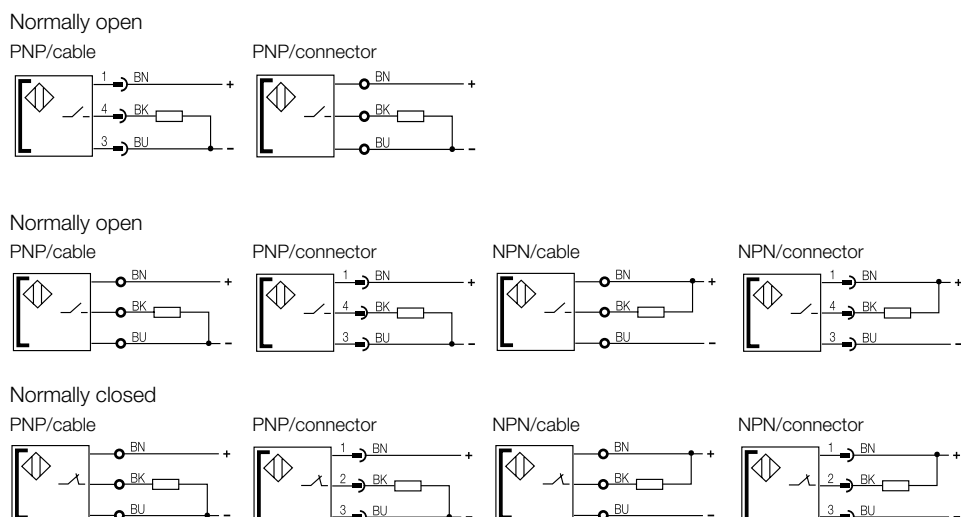 Normally open
PNP/cable PNP/connector
1 BN + BN +
4 BK BK
3 BU - BU -
Normally open
PNP/cable PNP/connector NPN/cable NPN/connector
BN + 1 BN + BN + 1 BN +
BK 4 BK BK 4 BK
BU - 3 BU - BU - 3 BU -
Normally closed
PNP/cable PNP/connector NPN/cable NPN/connector
BN + 1 BN + BN + 1 BN +
BK 2 BK BK 2 BK
BU - 3 BU - BU - 3 BU -